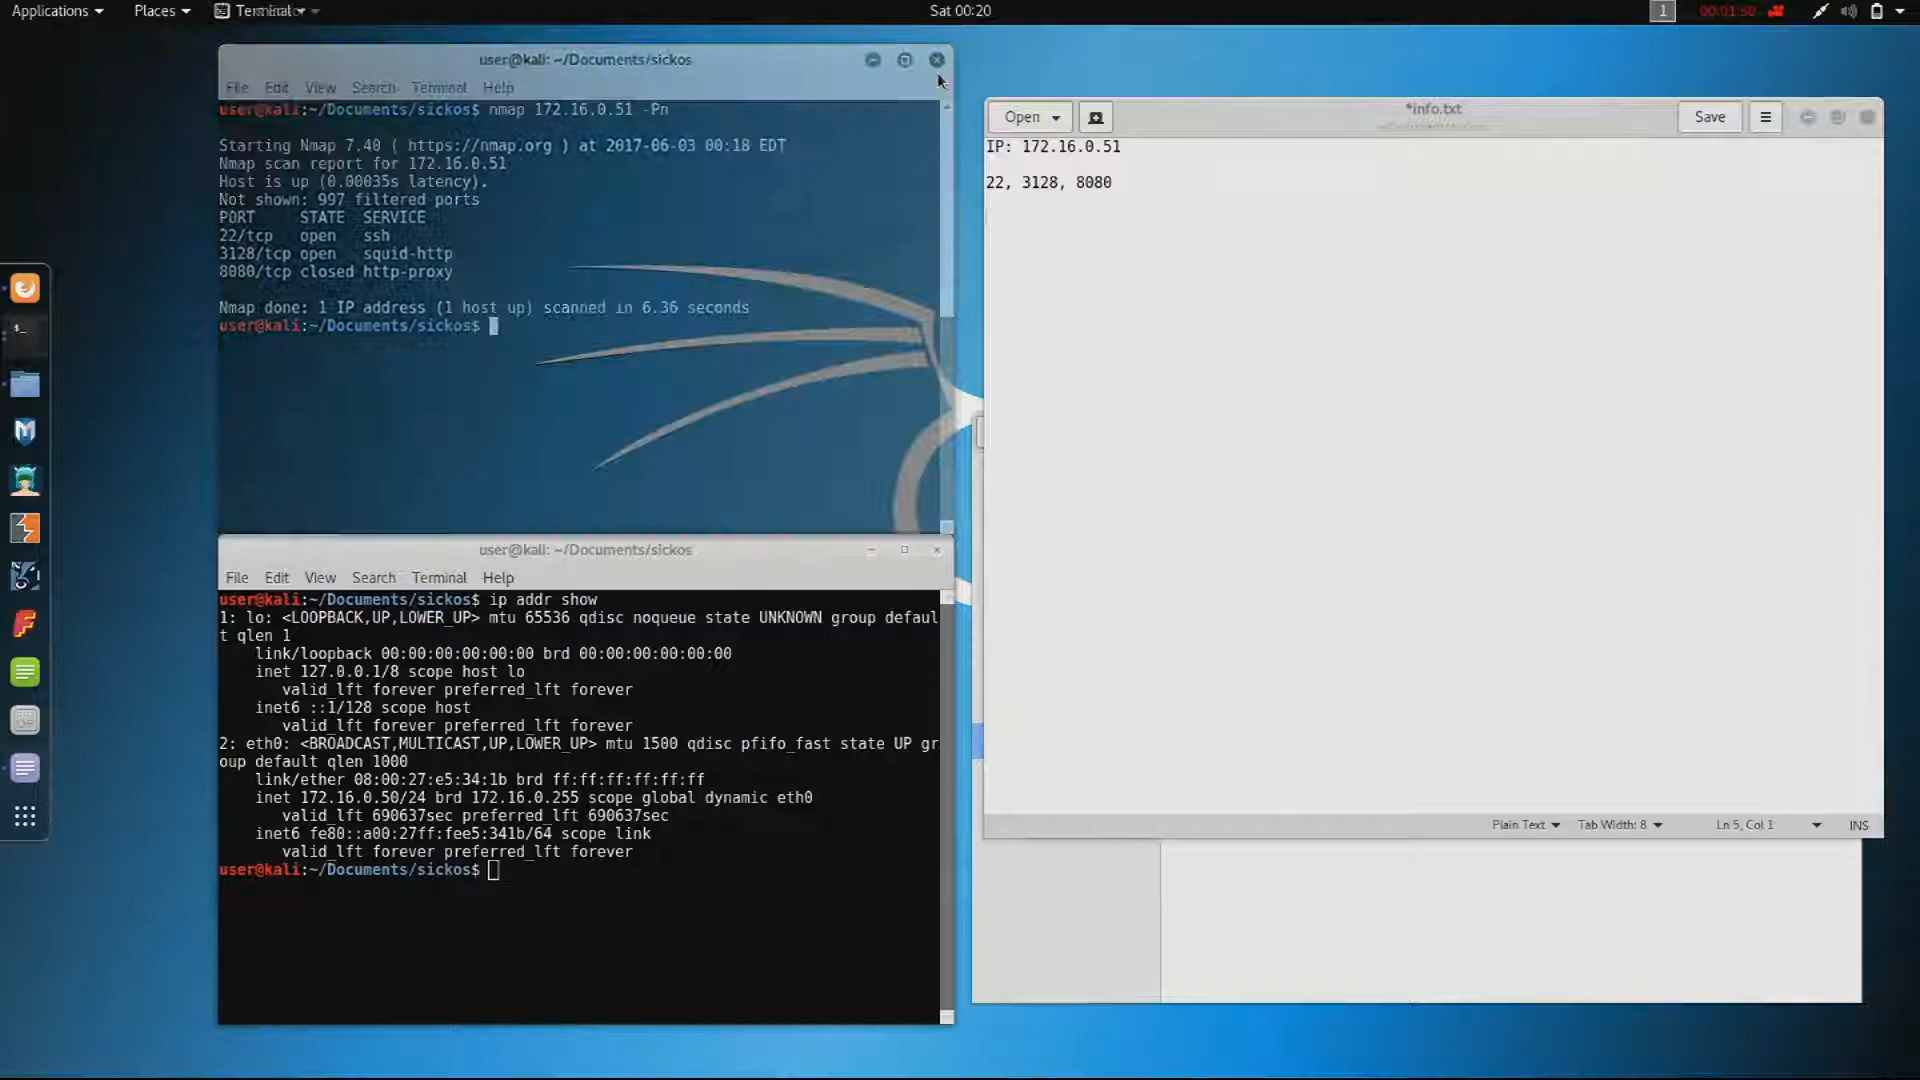 Applications Places Terminal Sat 00:20 1 00:01:50
user@kali: ~/Documents/sickos
File Edit View Search Terminal Help
user@kali:~/Documents/sickos$ nmap 172.16.0.51 -Pn
Starting Nmap 7.40 ( https://nmap.org ) at 2017-06-03 00:18 EDT
Nmap scan report for 172.16.0.51
Host is up (0.00035s latency).
Not shown: 997 filtered ports
PORT STATE SERVICE
22/tcp open ssh
3128/tcp open squid-http
8080/tcp closed http-proxy
Nmap done: 1 IP address (1 host up) scanned in 6.36 seconds
user@kali:~/Documents/sickos$
user@kali: ~/Documents/sickos
File Edit View Search Terminal Help
user@kali:~/Documents/sickos$ ip addr show
1: lo: <LOOPBACK,UP,LOWER_UP> mtu 65536 qdisc noqueue state UNKNOWN group defaul
t qlen 1
link/loopback 00:00:00:00:00:00 brd 00:00:00:00:00:00
inet 127.0.0.1/8 scope host lo
valid_lft forever preferred_lft forever
inet6 ::1/128 scope host
valid_lft forever preferred_lft forever
2: eth0: <BROADCAST,MULTICAST,UP,LOWER_UP> mtu 1500 qdisc pfifo_fast state UP gr
oup default qlen 1000
link/ether 08:00:27:e5:34:1b brd ff:ff:ff:ff:ff:ff
inet 172.16.0.50/24 brd 172.16.0.255 scope global dynamic eth0
valid_lft 690637sec preferred_lft 690637sec
inet6 fe80::a00:27ff:fee5:341b/64 scope link
valid_lft forever preferred_lft forever
user@kali:~/Documents/sickos$
Open *info.txt Save
IP: 172.16.0.51
22, 3128, 8080
Plain Text Tab Width: 8 Ln 5, Col 1 INS